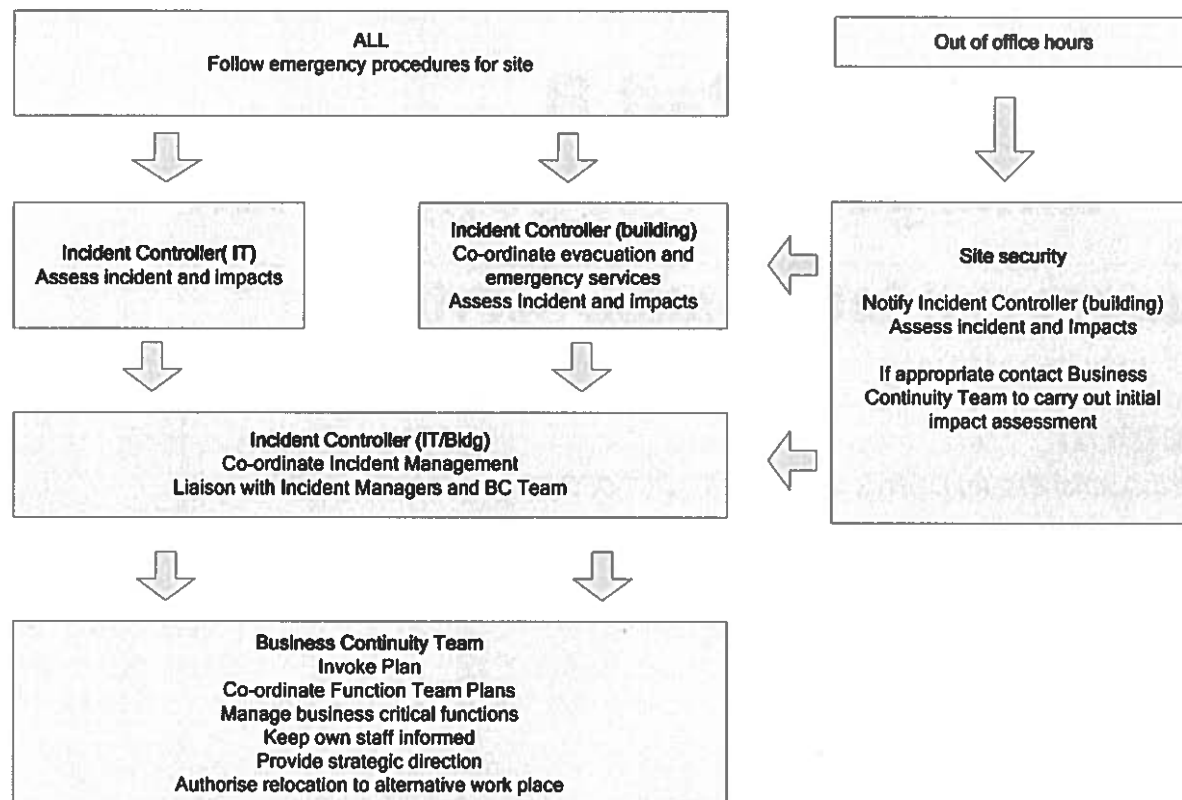 ALL
Follow emergency procedures for site
Out of office hours
Incident Controller( IT)
Assess incident and impacts
Incident Controller (building)
Co-ordinate evacuation and
emergency services
Assess Incident and impacts
Site security
Notify Incident Controller (building)
Assess incident and Impacts
If appropriate contact Business
Continuity Team to carry out initial
impact assessment
Incident Controller (IT/Bldg)
Co-ordinate Incident Management
Liaison with Incident Managers and BC Team
Business Continuity Team
Invoke Plan
Co-ordinate Function Team Plans
Manage business critical functions
Keep own staff informed
Provide strategic direction
Authorise relocation to alternative work place